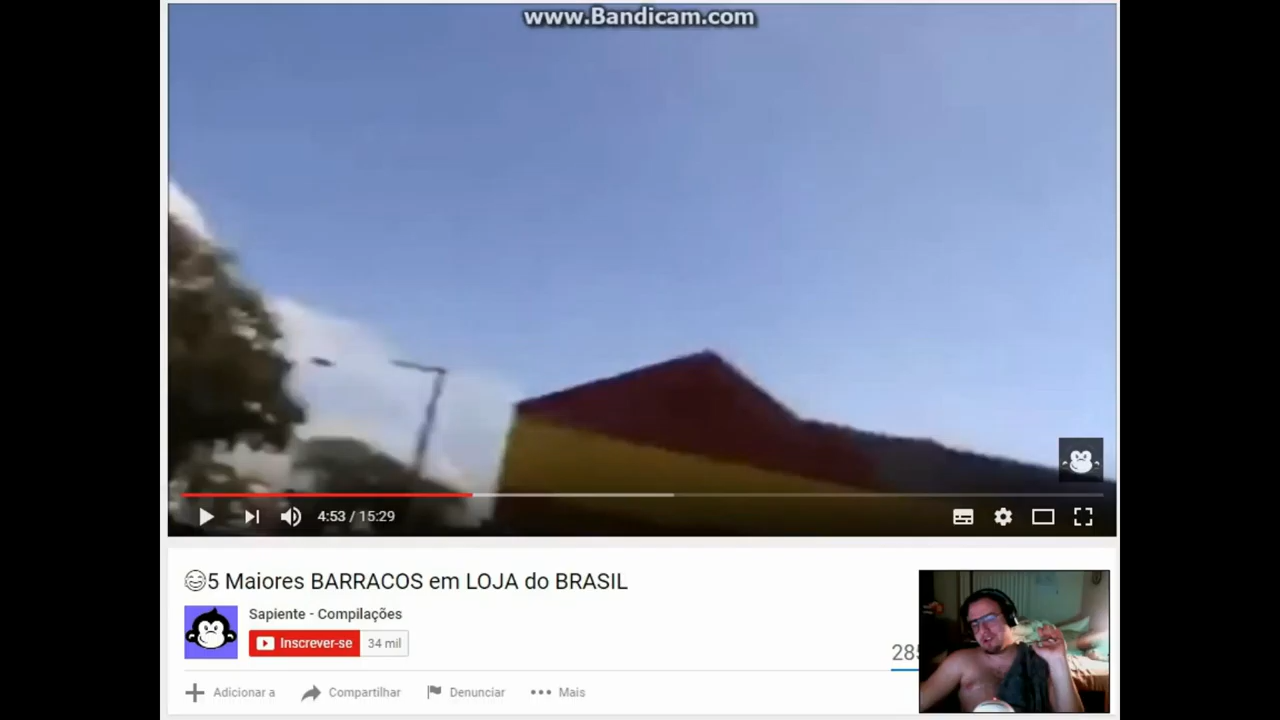 www.Bandicam.com
4:53 / 15:29
😂5 Maiores BARRACOS em LOJA do BRASIL
Sapiente - Compilações
Inscrever-se 34 mil
285
Adicionar a Compartilhar Denunciar Mais